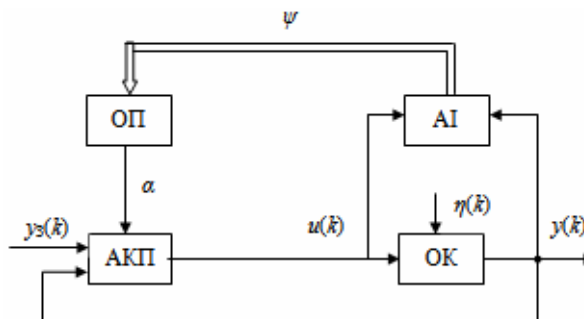 ψ
ОП
АІ
α
yз(k)
u(k)
η(k)
y(k)
АКП
ОК